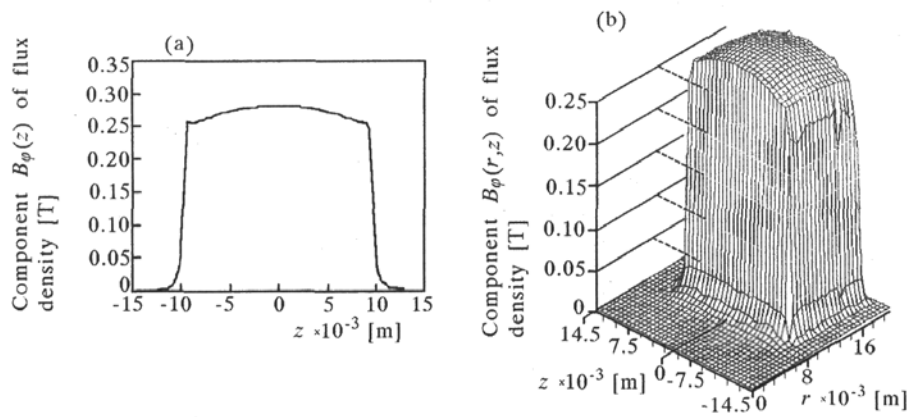 (a)
Component Bφ(z) of flux
density [T]
0.35
0.30
0.25
0.20
0.15
0.10
0.05
0
-15 -10 -5 0 5 10 15
z ×10⁻³ [m]
(b)
Component Bφ(r,z) of flux
density [T]
0.25
0.20
0.15
0.10
0.05
0
14.5
7.5
0
-7.5
-14.5
z ×10⁻³ [m]
0
8
16
r ×10⁻³ [m]